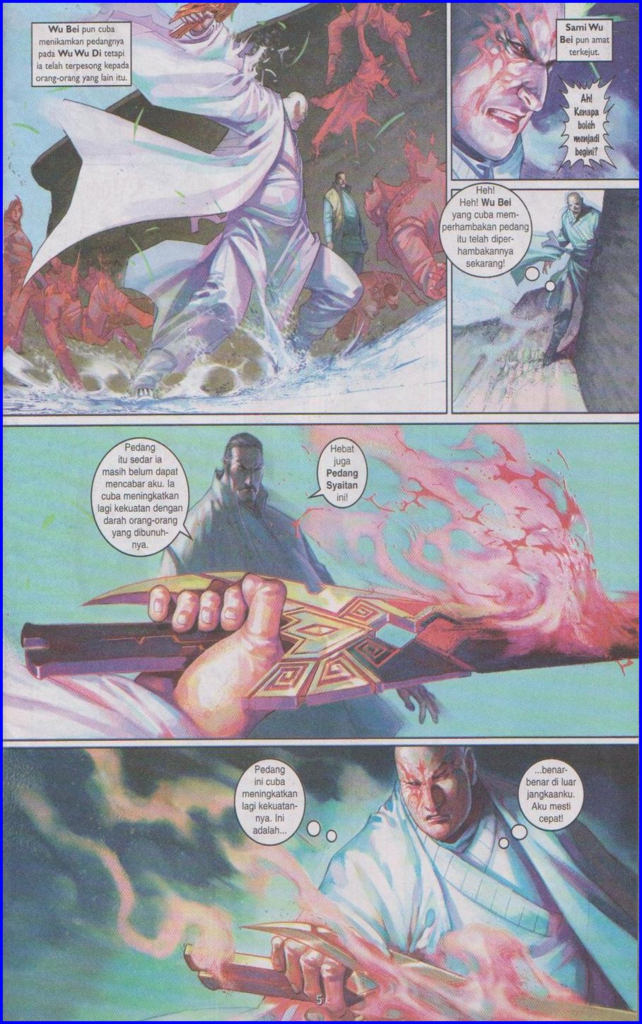 Wu Bei pun cuba
menikamkan pedangnya
pada Wu Wu Di tetapi
ia telah terpesong kepada
orang-orang yang lain itu.
Sami Wu
Bei pun amat
terkejut.
Ah!
Kenapa
boleh
menjadi
begini?
Heh!
Heh! Wu Bei
yang cuba mem-
perhambakan pedang
itu telah diper-
hambakannya
sekarang!
Pedang
itu sedar ia
masih belum dapat
mencabar aku. Ia
cuba meningkatkan
lagi kekuatan dengan
darah orang-orang
yang dibunuh-
nya.
Hebat
juga
Pedang
Syaitan
ini!
Pedang
ini cuba
meningkatkan
lagi kekuatan-
nya. Ini
adalah...
...benar-
benar di luar
jangkaanku.
Aku mesti
cepat!
5